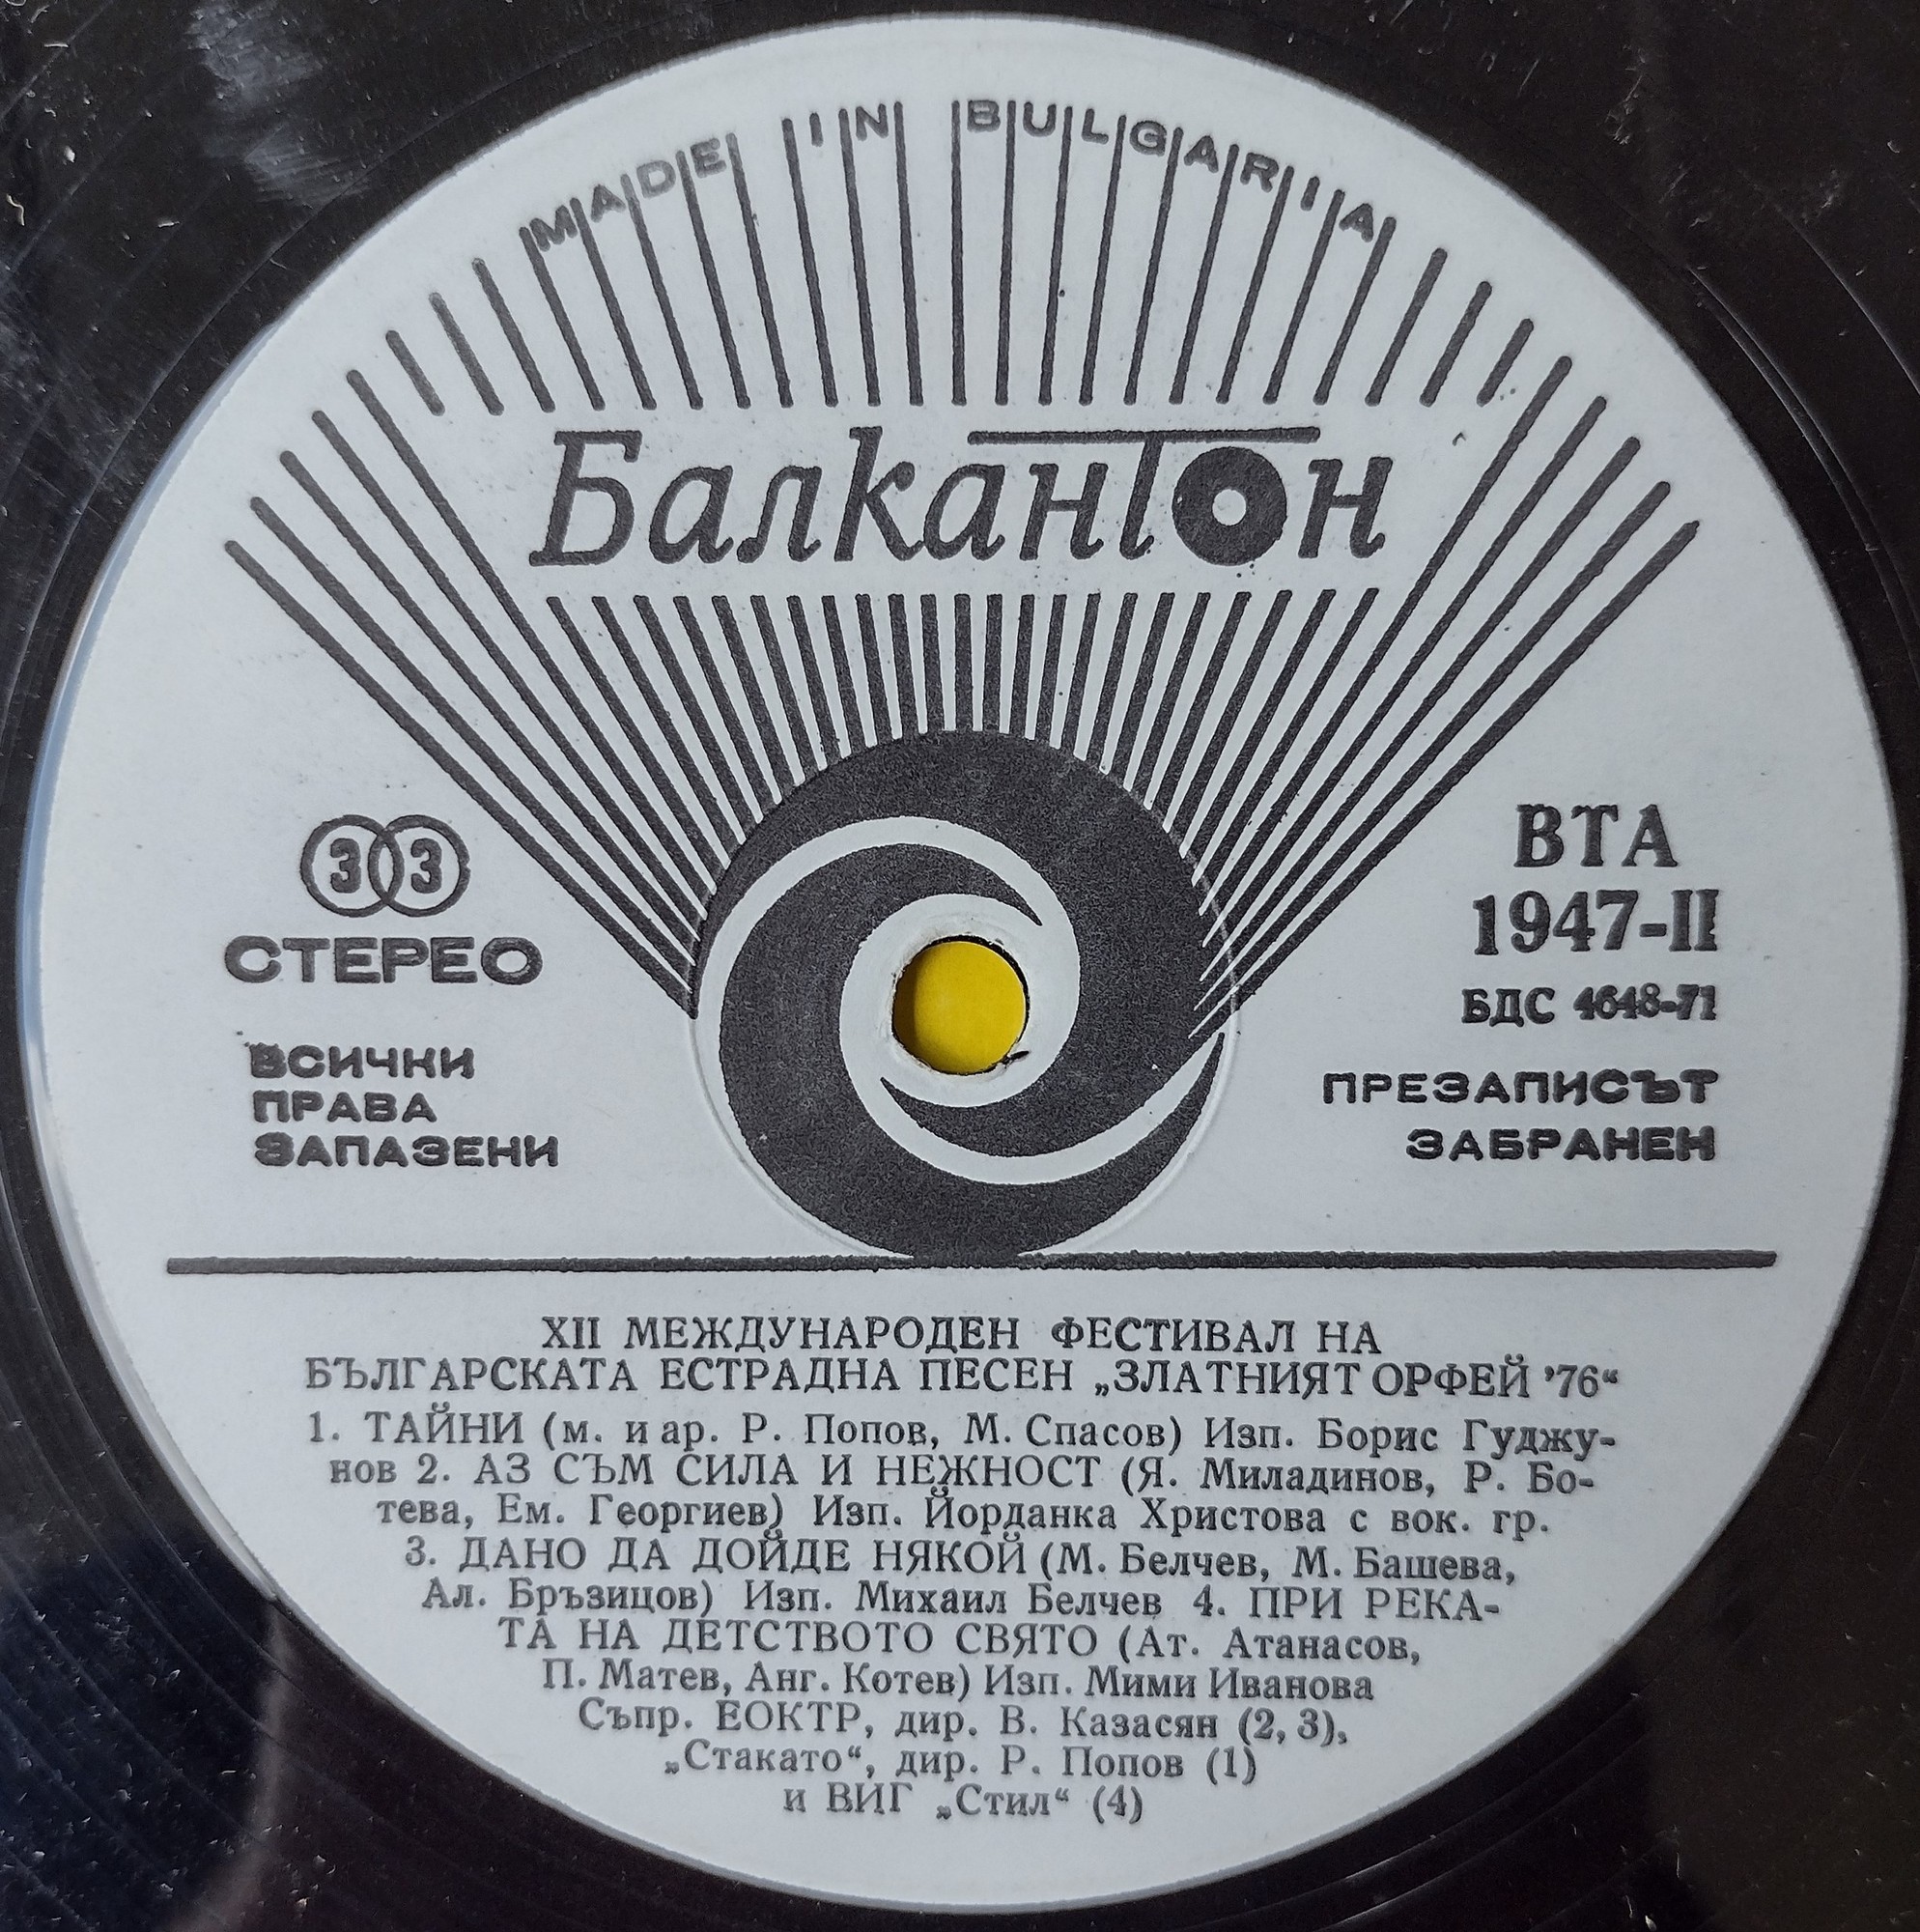 MADE IN BULGARIA
Балкантон
33
СТЕРЕО
ВСИЧКИ
ПРАВА
ЗАПАЗЕНИ
ВТА
1947-II
БДС 4648-71
ПРЕЗАПИСЪТ
ЗАБРАНЕН
XII МЕЖДУНАРОДЕН ФЕСТИВАЛ НА
БЪЛГАРСКАТА ЕСТРАДНА ПЕСЕН „ЗЛАТНИЯТ ОРФЕЙ ’76“
1. ТАЙНИ (м. и ар. Р. Попов, М. Спасов) Изп. Борис Гуджу-
нов 2. АЗ СЪМ СИЛА И НЕЖНОСТ (Я. Миладинов, Р. Бо-
тева, Ем. Георгиев) Изп. Йорданка Христова с вок. гр.
3. ДАНО ДА ДОЙДЕ НЯКОЙ (М. Белчев, М. Башева,
Ал. Бръзицов) Изп. Михаил Белчев 4. ПРИ РЕКА-
ТА НА ДЕТСТВОТО СВЯТО (Ат. Атанасов,
П. Матев, Анг. Котев) Изп. Мими Иванова
Съпр. ЕОКТР, дир. В. Казасян (2, 3),
„Стакато“, дир. Р. Попов (1)
и ВИГ „Стил“ (4)